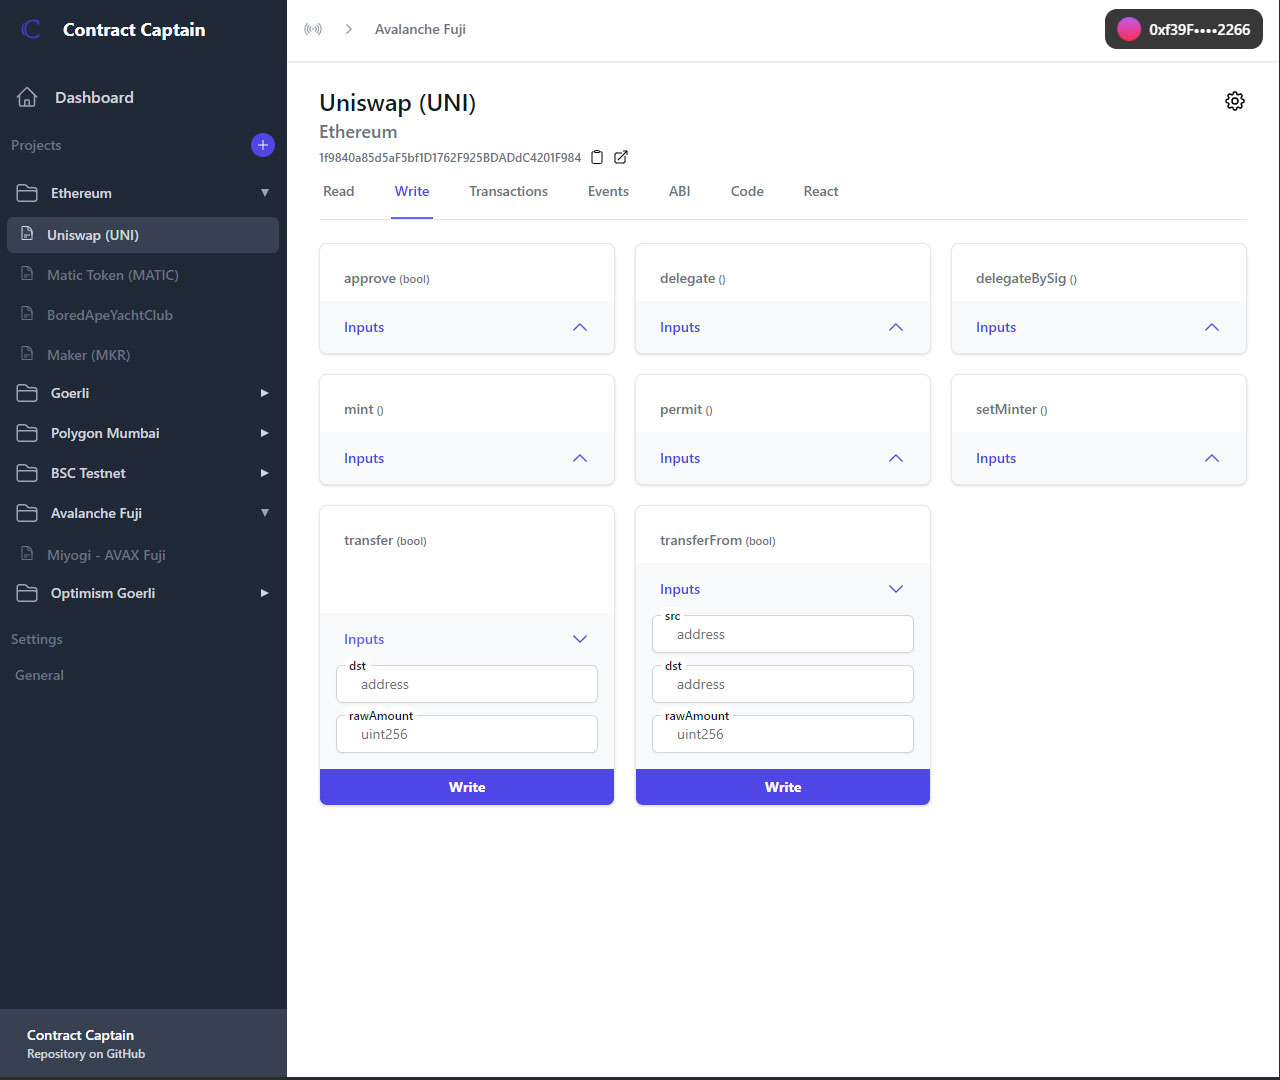 C Contract Captain
Dashboard
Projects
Ethereum
Uniswap (UNI)
Matic Token (MATIC)
BoredApeYachtClub
Maker (MKR)
Goerli
Polygon Mumbai
BSC Testnet
Avalanche Fuji
Miyogi - AVAX Fuji
Optimism Goerli
Settings
General
Contract Captain
Repository on GitHub
Avalanche Fuji
0xf39F••••2266
Uniswap (UNI)
Ethereum
1f9840a85d5aF5bf1D1762F925BDADdC4201F984
Read Write Transactions Events ABI Code React
approve (bool)
Inputs
delegate ()
Inputs
delegateBySig ()
Inputs
mint ()
Inputs
permit ()
Inputs
setMinter ()
Inputs
transfer (bool)
Inputs
dst
address
rawAmount
uint256
Write
transferFrom (bool)
Inputs
src
address
dst
address
rawAmount
uint256
Write